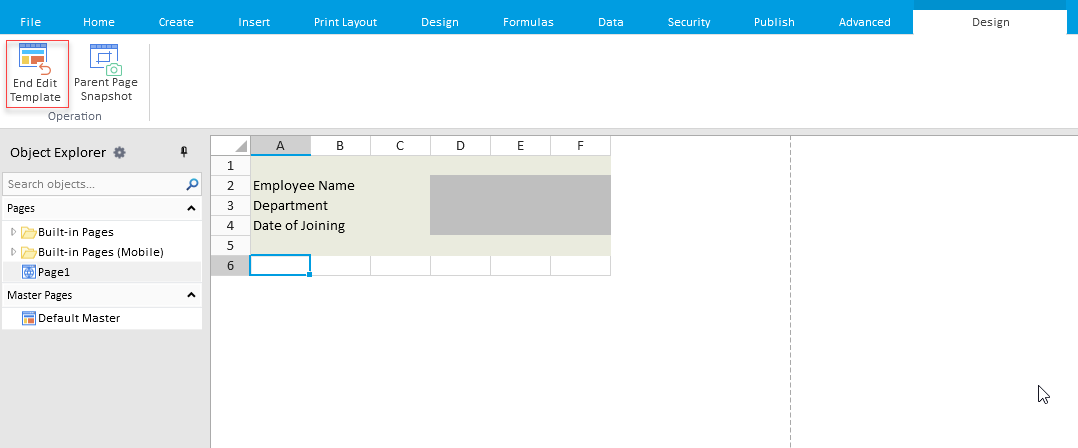 File Home Create Insert Print Layout Design Formulas Data Security Publish Advanced Design
End Edit Template
Parent Page Snapshot
Operation
Object Explorer
Search objects...
Pages
Built-in Pages
Built-in Pages (Mobile)
Page1
Master Pages
Default Master
A B C D E F
1
2 Employee Name
3 Department
4 Date of Joining
5
6